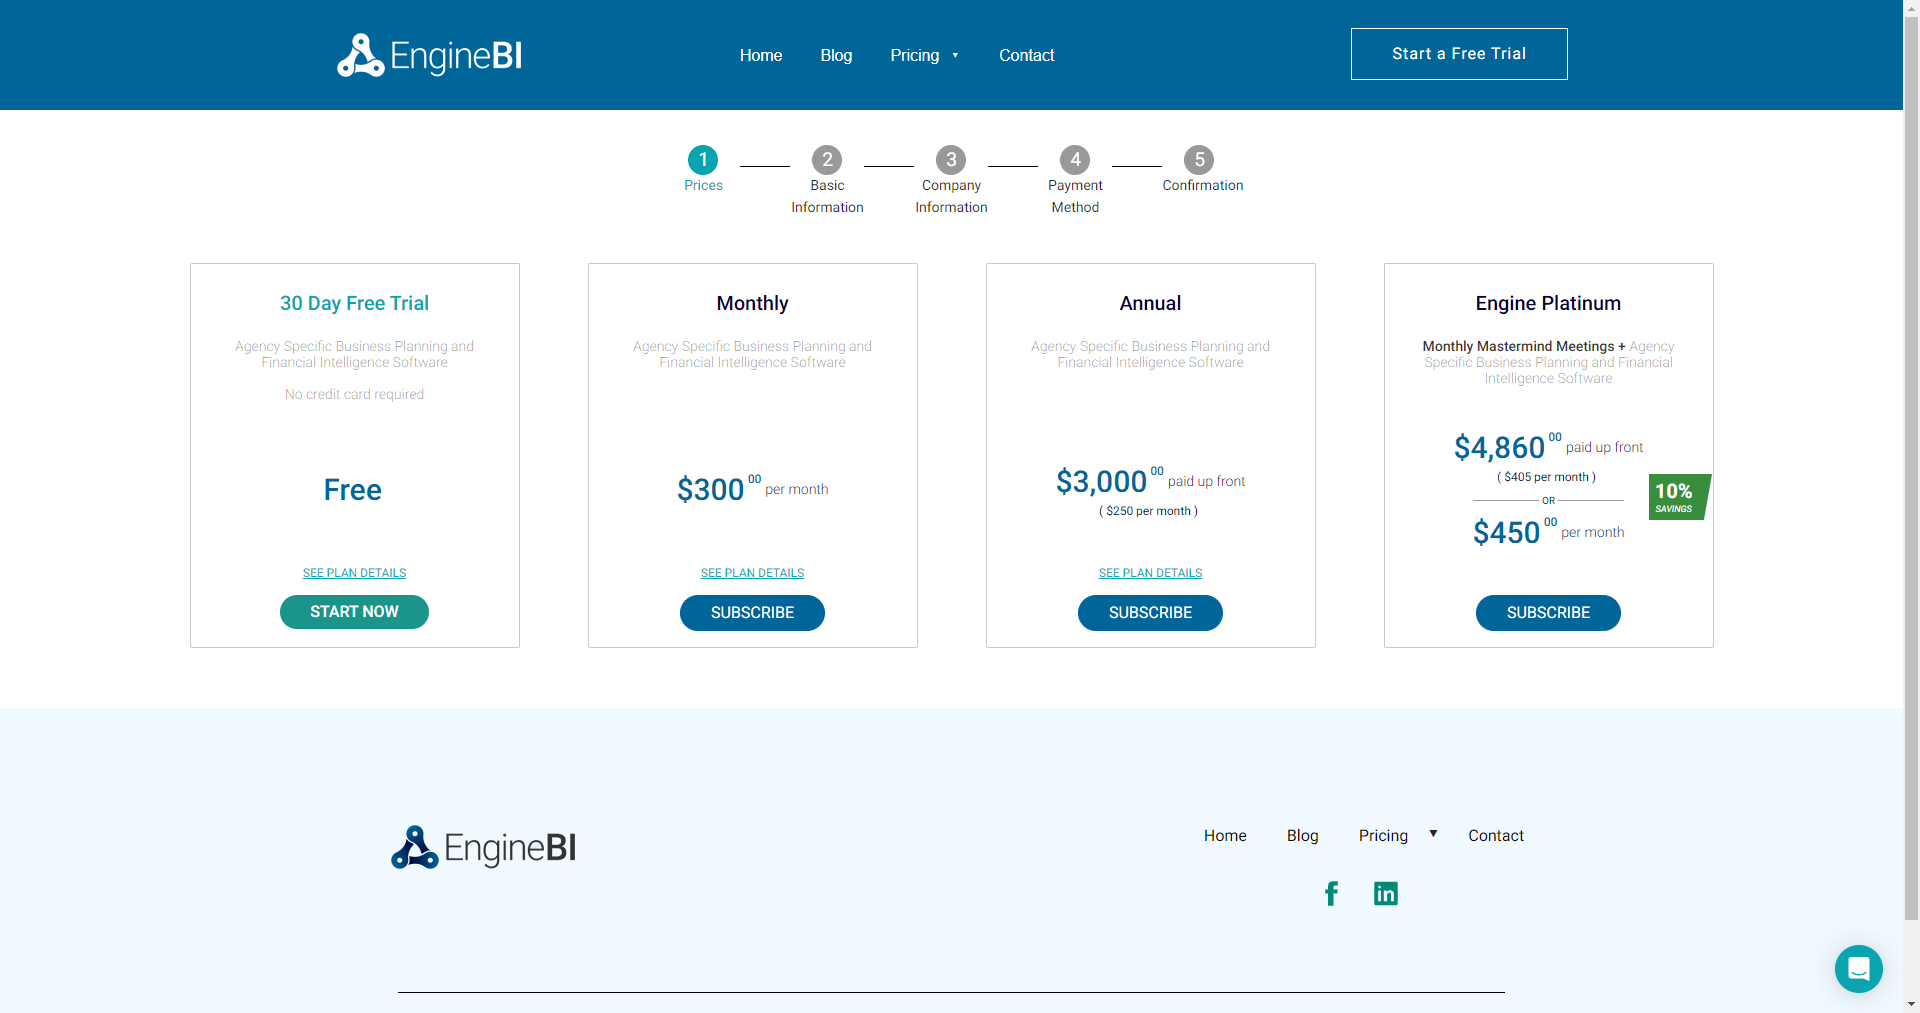 EngineBI
Home
Blog
Pricing ▼
Contact
Start a Free Trial
1
Prices
2
Basic
Information
3
Company
Information
4
Payment
Method
5
Confirmation
30 Day Free Trial
Agency Specific Business Planning and
Financial Intelligence Software
No credit card required
Free
SEE PLAN DETAILS
START NOW
Monthly
Agency Specific Business Planning and
Financial Intelligence Software
$300 00 per month
SEE PLAN DETAILS
SUBSCRIBE
Annual
Agency Specific Business Planning and
Financial Intelligence Software
$3,000 00 paid up front
( $250 per month )
SEE PLAN DETAILS
SUBSCRIBE
Engine Platinum
Monthly Mastermind Meetings + Agency
Specific Business Planning and Financial
Intelligence Software
$4,860 00 paid up front
( $405 per month )
OR
$450 00 per month
10%
SAVINGS
SUBSCRIBE
EngineBI
Home
Blog
Pricing ▼
Contact
f
in